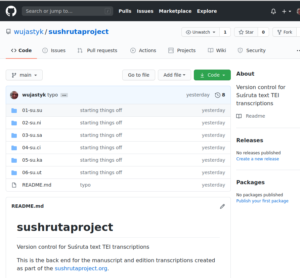 Search or jump to...
Pulls Issues Marketplace Explore
wujastyk / sushrutaproject
Unwatch 1 Star 0 Fork
Code Issues Pull requests Actions Projects Wiki Security
main Go to file Add file Code
wujastyk typo yesterday 8
01-su.su starting things off yesterday
02-su.ni starting things off yesterday
03-su.sa starting things off yesterday
04-su.ci starting things off yesterday
05-su.ka starting things off yesterday
06-su.ut starting things off yesterday
README.md typo yesterday
README.md
sushrutaproject
Version control for Suśruta text TEI transcriptions
This is the back end for the manuscript and edition transcriptions created
as part of the sushrutaproject.org.
About
Version control for
Suśruta text TEI
transcriptions
Readme
Releases
No releases published
Create a new release
Packages
No packages published
Publish your first package